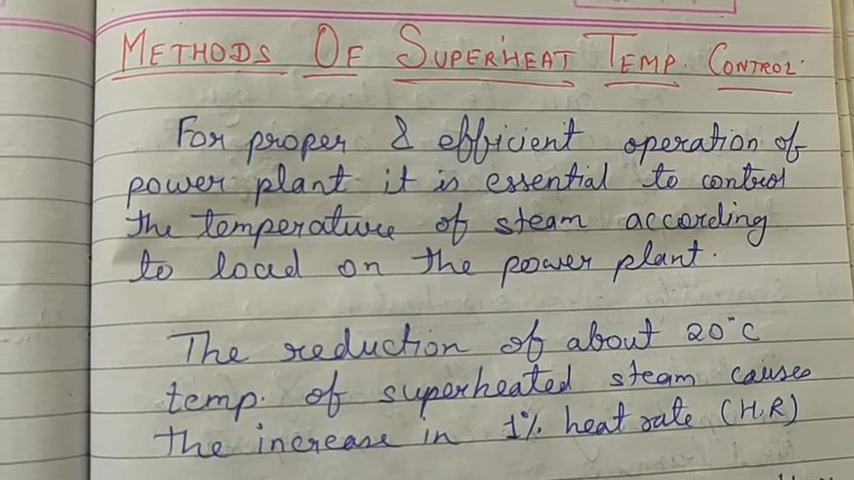 METHODS OF SUPERHEAT TEMP. CONTROL.
For proper & efficient operation of
power plant it is essential to control
the temperature of steam according
to load on the power plant.
The reduction of about 20°C
temp. of superheated steam causes
the increase in 1% heat rate (H.R)